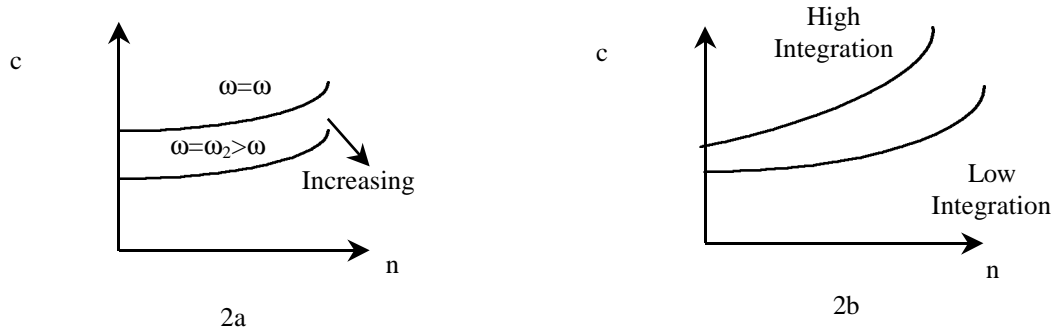 c
ω=ω
ω=ω₂>ω
Increasing
n
2a
High
Integration
c
Low
Integration
n
2b